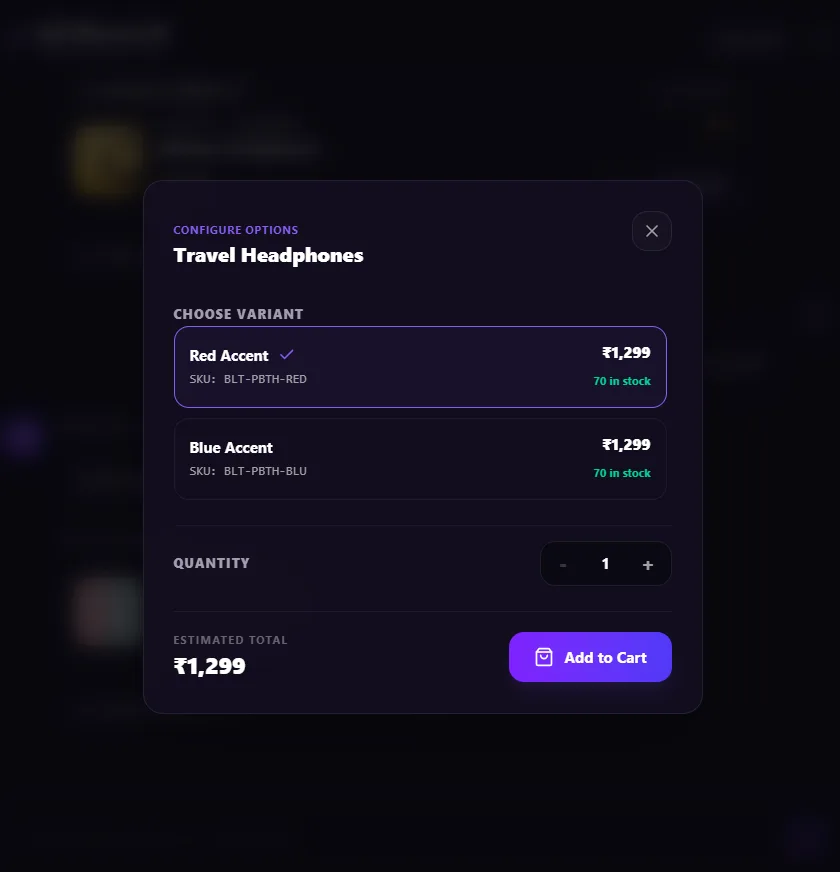 CONFIGURE OPTIONS
Travel Headphones
CHOOSE VARIANT
Red Accent ₹1,299
SKU: BLT-PBTH-RED 70 in stock
Blue Accent ₹1,299
SKU: BLT-PBTH-BLU 70 in stock
QUANTITY - 1 +
ESTIMATED TOTAL
₹1,299
Add to Cart